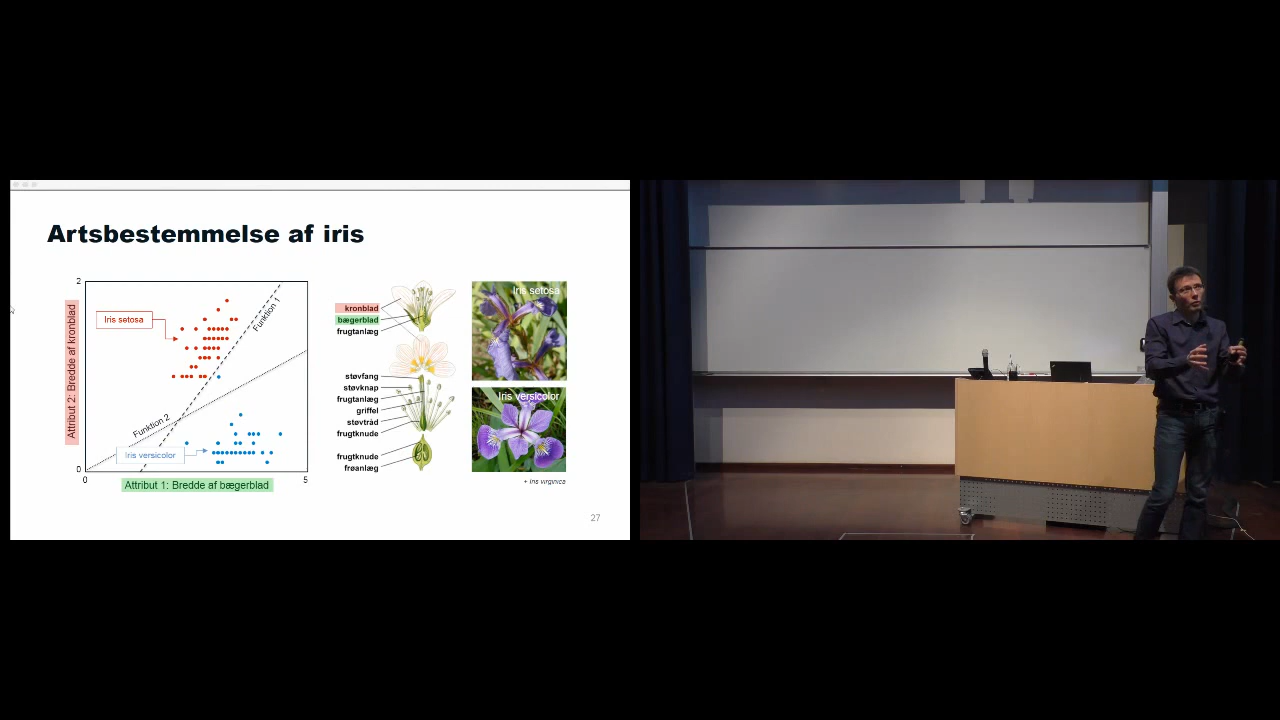 Artsbestemmelse af iris
2
Attribut 2: Bredde af kronblad
Iris setosa
Funktion 1
Funktion 2
Iris versicolor
0
0
5
Attribut 1: Bredde af bægerblad
kronblad
bægerblad
frugtanlæg
støvfang
støvknap
frugtanlæg
griffel
støvtråd
frugtknude
frugtknude
frøanlæg
Iris setosa
Iris versicolor
+ Iris virginica
27